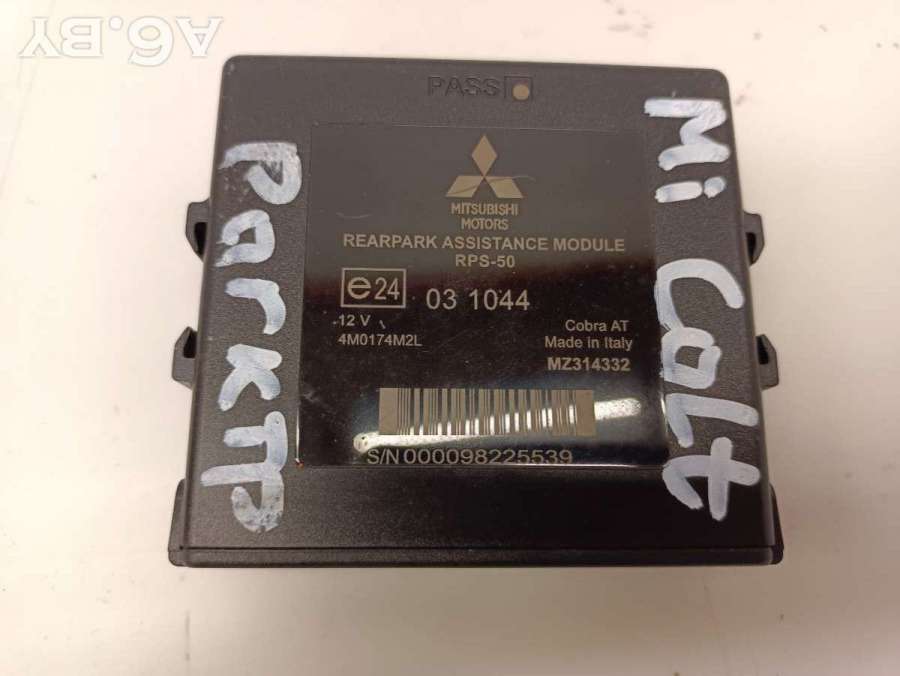 A6.BY
PASS
MITSUBISHI
MOTORS
REARPARK ASSISTANCE MODULE
RPS-50
e24 03 1044
12 V
4M0174M2L
Cobra AT
Made in Italy
MZ314332
S/N 000098225539
Parktp
Mi Colt